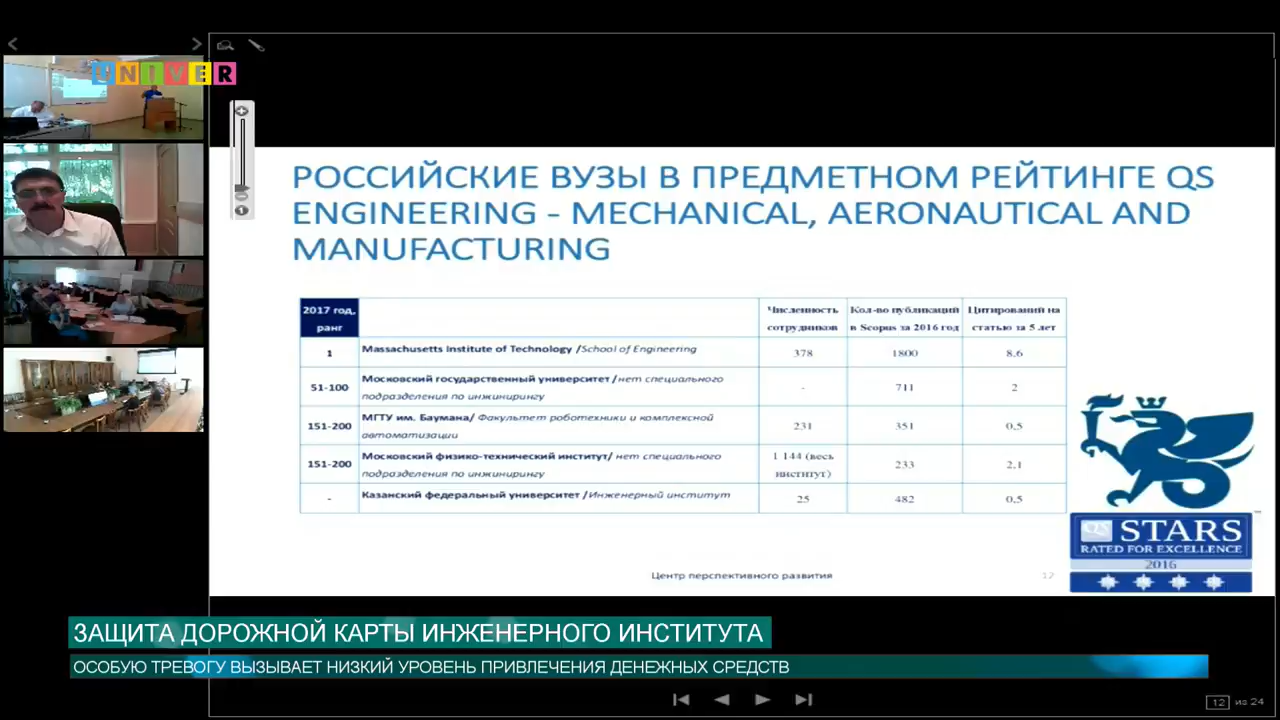 UNIVER
РОССИЙСКИЕ ВУЗЫ В ПРЕДМЕТНОМ РЕЙТИНГЕ QS
ENGINEERING - MECHANICAL, AERONAUTICAL AND
MANUFACTURING
2017 год, ранг
Численность сотрудников
Кол-во публикаций в Scopus за 2016 год
Цитирований на статью за 5 лет
1 Massachusetts Institute of Technology /School of Engineering 378 1800 8,6
51-100 Московский государственный университет /нет специального подразделения по инжинирингу - 711 2
151-200 МГТУ им. Баумана/ Факультет роботехники и комплексной автоматизации 231 351 0,5
151-200 Московский физико-технический институт/ нет специального подразделения по инжинирингу 1 144 (весь институт) 233 2,1
- Казанский федеральный университет /Инженерный институт 25 482 0,5
QS STARS
RATED FOR EXCELLENCE
2016
Центр перспективного развития
12
ЗАЩИТА ДОРОЖНОЙ КАРТЫ ИНЖЕНЕРНОГО ИНСТИТУТА
ОСОБУЮ ТРЕВОГУ ВЫЗЫВАЕТ НИЗКИЙ УРОВЕНЬ ПРИВЛЕЧЕНИЯ ДЕНЕЖНЫХ СРЕДСТВ
12 из 24